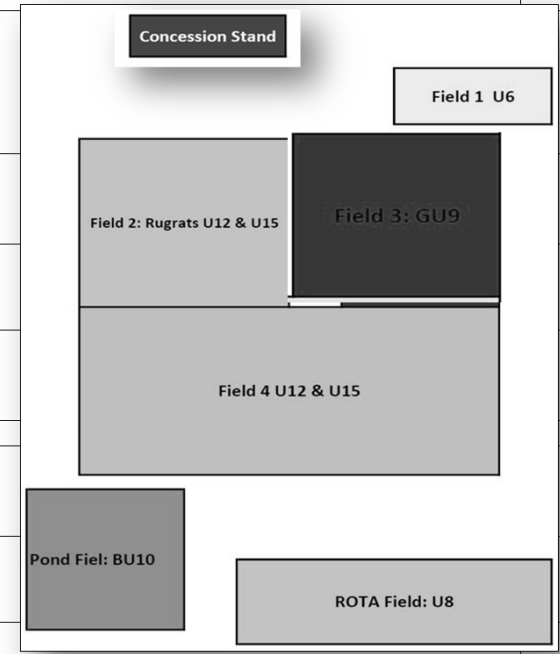 Concession Stand
Field 1 U6
Field 2: Rugrats U12 & U15
Field 3: GU9
Field 4 U12 & U15
Pond Fiel: BU10
ROTA Field: U8